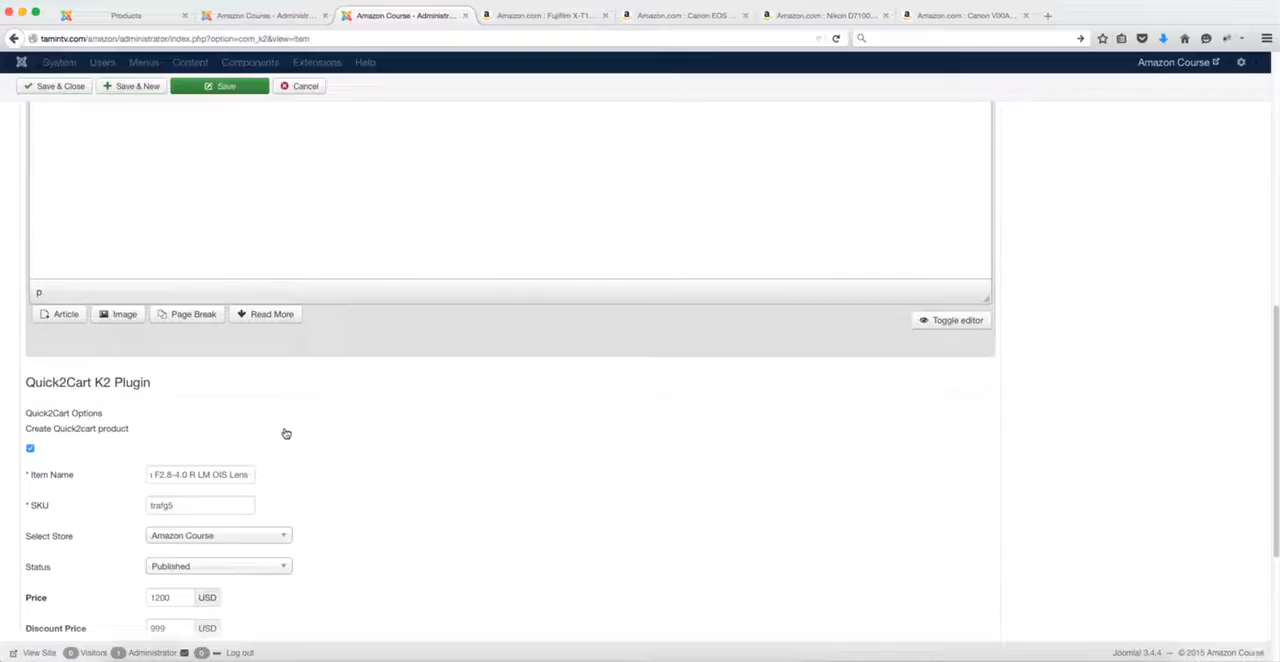 Products
Amazon Course - Administr...
Amazon Course - Administr...
Amazon.com : Fujifilm X-T1...
Amazon.com : Canon EOS ...
Amazon.com : Nikon D7100...
Amazon.com : Canon VIXIA...
tamintv.com/amazon/administrator/index.php?option=com_k2&view=item
System Users Menus Content Components Extensions Help
Amazon Course
Save & Close
Save & New
Save
Cancel
p
Article
Image
Page Break
Read More
Toggle editor
Quick2Cart K2 Plugin
Quick2Cart Options
Create Quick2cart product
* Item Name
F2.8-4.0 R LM OIS Lens
* SKU
trafg5
Select Store
Amazon Course
Status
Published
Price
1200 USD
Discount Price
999 USD
View Site 0 Visitors 1 Administrator 0 Log out
Joomla! 3.4.4 — © 2015 Amazon Course